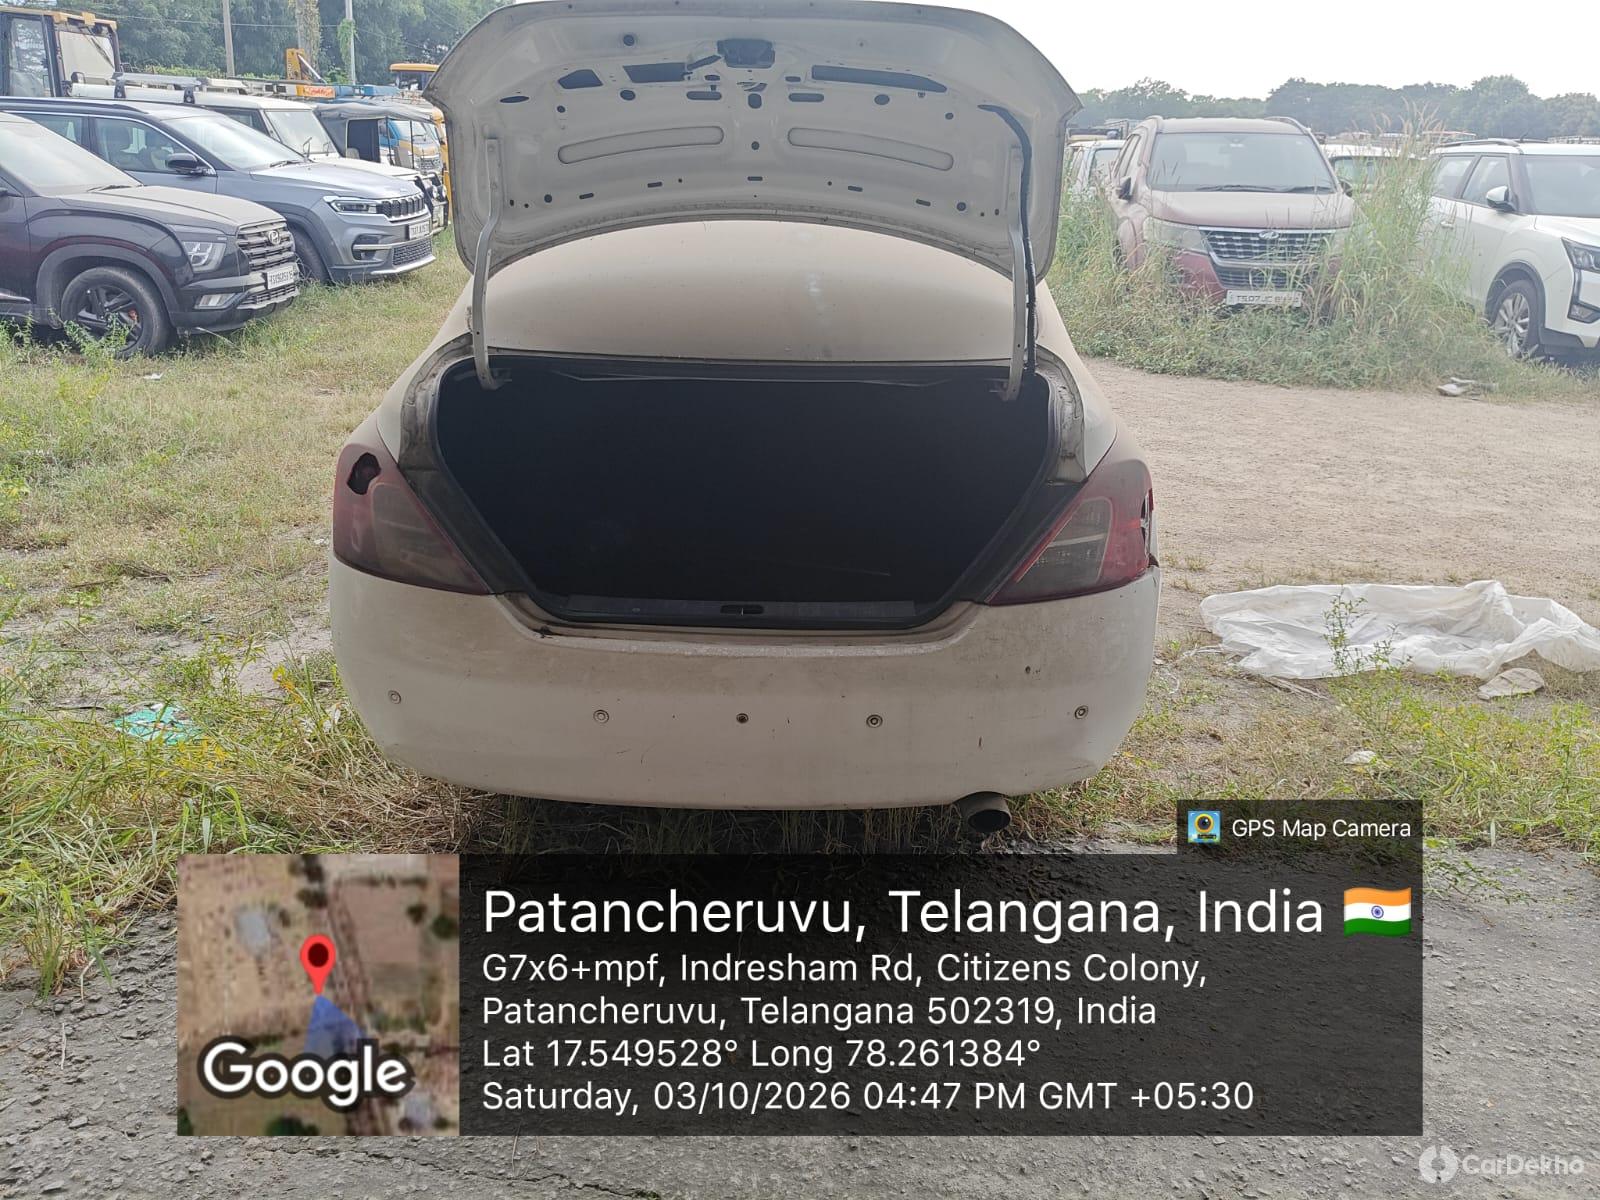 GPS Map Camera
Patancheruvu, Telangana, India
G7x6+mpf, Indresham Rd, Citizens Colony,
Patancheruvu, Telangana 502319, India
Lat 17.549528° Long 78.261384°
Saturday, 03/10/2026 04:47 PM GMT +05:30
Google
CarDekho